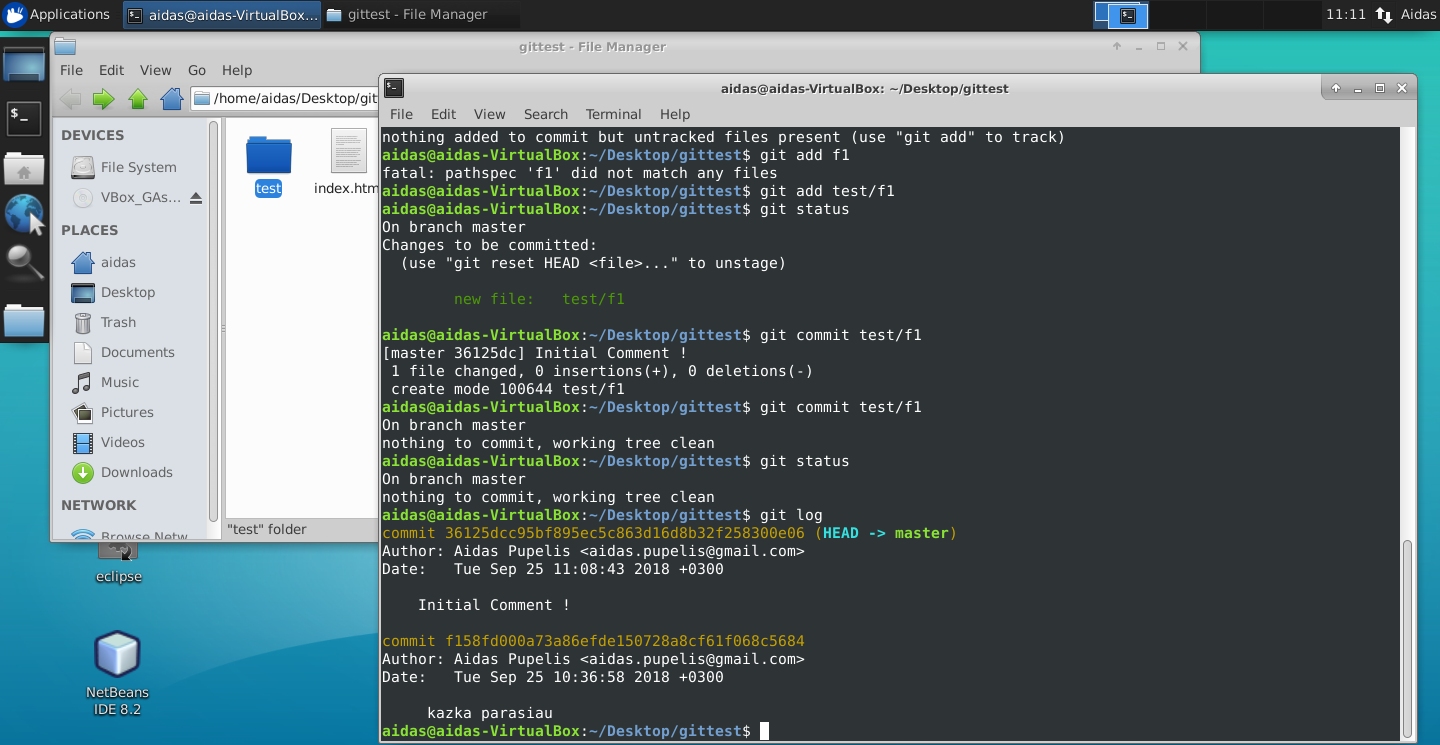 Applications
aidas@aidas-VirtualBox...
gittest - File Manager
11:11
Aidas
gittest - File Manager
File Edit View Go Help
/home/aidas/Desktop/git
DEVICES
File System
VBox_GAs...
PLACES
aidas
Desktop
Trash
Documents
Music
Pictures
Videos
Downloads
NETWORK
Browse Netw
test
index.htm
"test" folder
eclipse
NetBeans
IDE 8.2
aidas@aidas-VirtualBox: ~/Desktop/gittest
File Edit View Search Terminal Help
nothing added to commit but untracked files present (use "git add" to track)
aidas@aidas-VirtualBox:~/Desktop/gittest$ git add f1
fatal: pathspec 'f1' did not match any files
aidas@aidas-VirtualBox:~/Desktop/gittest$ git add test/f1
aidas@aidas-VirtualBox:~/Desktop/gittest$ git status
On branch master
Changes to be committed:
  (use "git reset HEAD <file>..." to unstage)
        new file:   test/f1
aidas@aidas-VirtualBox:~/Desktop/gittest$ git commit test/f1
[master 36125dc] Initial Comment !
 1 file changed, 0 insertions(+), 0 deletions(-)
 create mode 100644 test/f1
aidas@aidas-VirtualBox:~/Desktop/gittest$ git commit test/f1
On branch master
nothing to commit, working tree clean
aidas@aidas-VirtualBox:~/Desktop/gittest$ git status
On branch master
nothing to commit, working tree clean
aidas@aidas-VirtualBox:~/Desktop/gittest$ git log
commit 36125dcc95bf895ec5c863d16d8b32f258300e06 (HEAD -> master)
Author: Aidas Pupelis <aidas.pupelis@gmail.com>
Date:   Tue Sep 25 11:08:43 2018 +0300
    Initial Comment !
commit f158fd000a73a86efde150728a8cf61f068c5684
Author: Aidas Pupelis <aidas.pupelis@gmail.com>
Date:   Tue Sep 25 10:36:58 2018 +0300
     kazka parasiau
aidas@aidas-VirtualBox:~/Desktop/gittest$